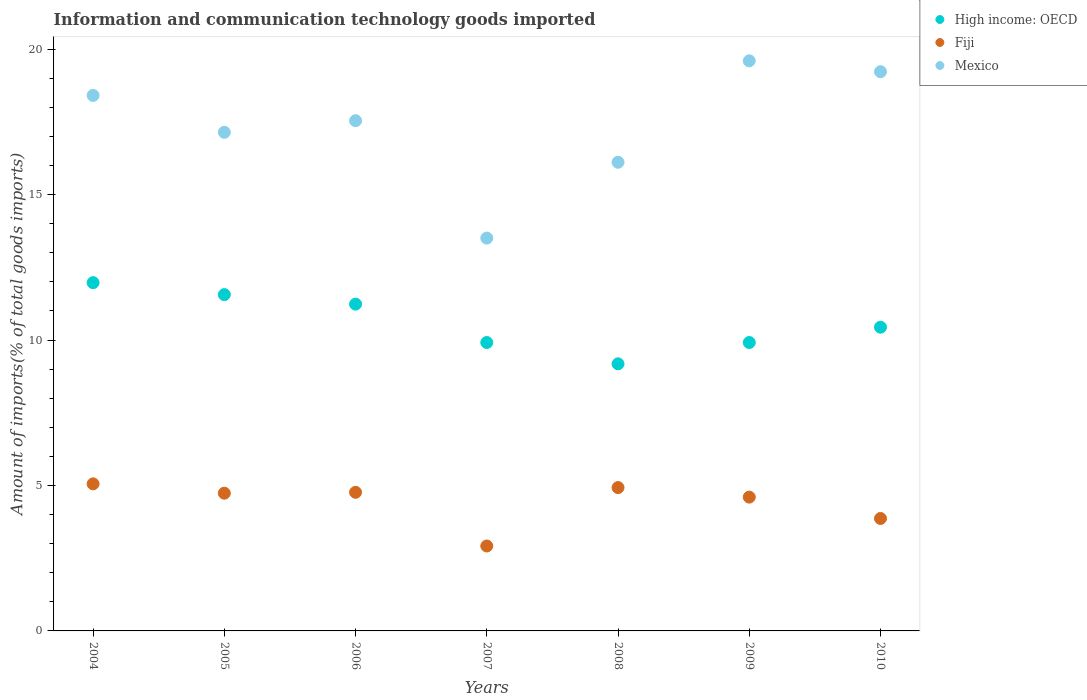 Information and communication technology goods imported
High income: OECD
Fiji
Mexico
Amount of imports(% of total goods imports)
20
15
10
5
0
2004
2005
2006
2007
2008
2009
2010
Years